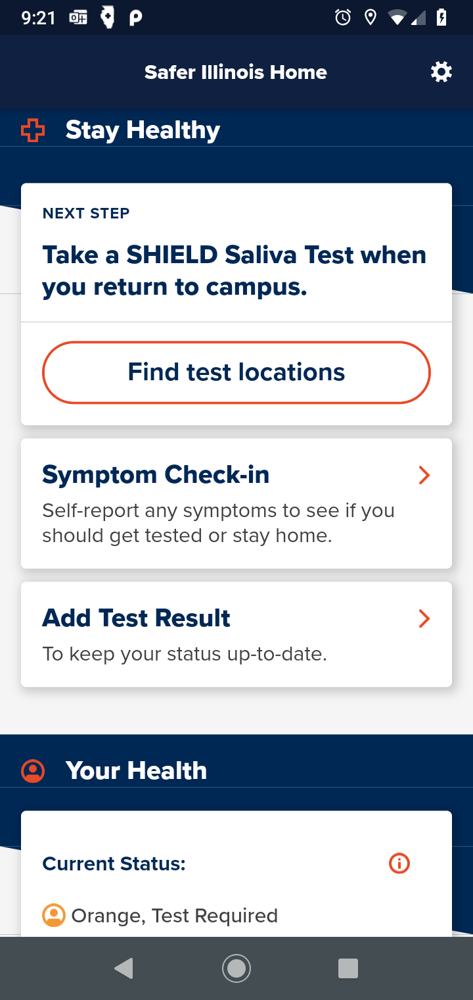 9:21
Safer Illinois Home
Stay Healthy
NEXT STEP
Take a SHIELD Saliva Test when
you return to campus.
Find test locations
Symptom Check-in
Self-report any symptoms to see if you
should get tested or stay home.
Add Test Result
To keep your status up-to-date.
Your Health
Current Status:
Orange, Test Required